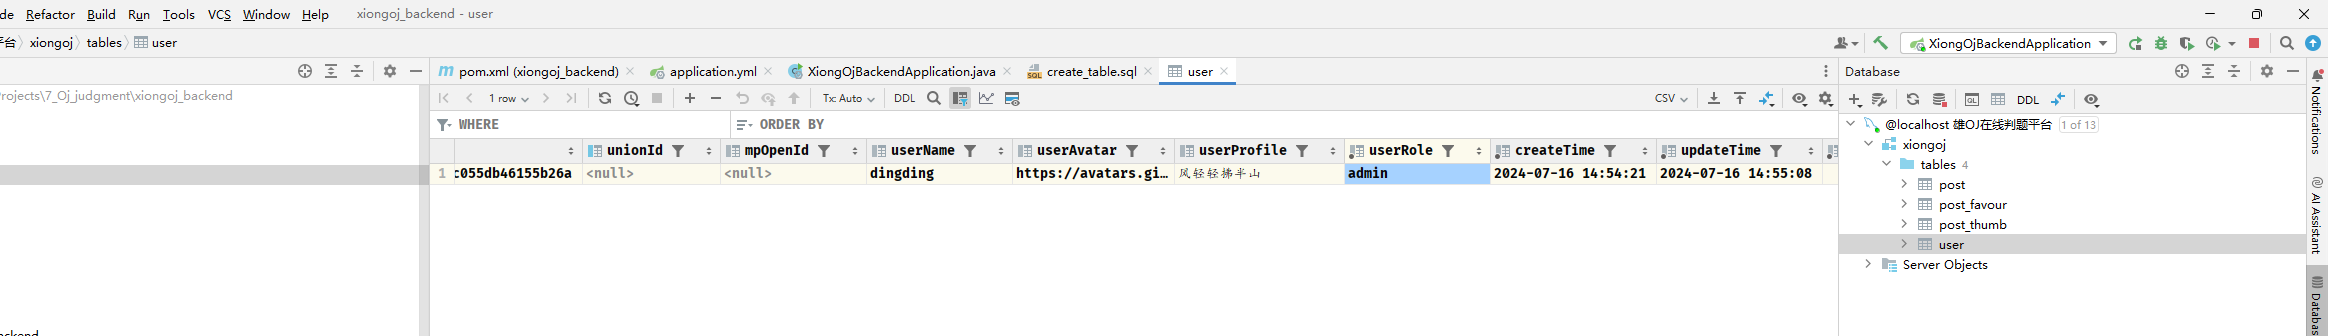 de Refactor Build Run Tools VCS Window Help xiongoj_backend - user
平台 xiongoj tables user XiongOjBackendApplication
rojects\7_Oj_judgment\xiongoj_backend
pom.xml (xiongoj_backend) application.yml XiongOjBackendApplication.java create_table.sql user
1 row Tx: Auto DDL CSV
WHERE ORDER BY
unionId mpOpenId userName userAvatar userProfile userRole createTime updateTime
1 c055db46155b26a <null> <null> dingding https://avatars.gi… 风轻轻拂半山 admin 2024-07-16 14:54:21 2024-07-16 14:55:08
ackend
Database
QL DDL
@localhost 雄OJ在线判题平台 1 of 13
xiongoj
tables 4
post
post_favour
post_thumb
user
Server Objects
Notifications
AI Assistant
Databas